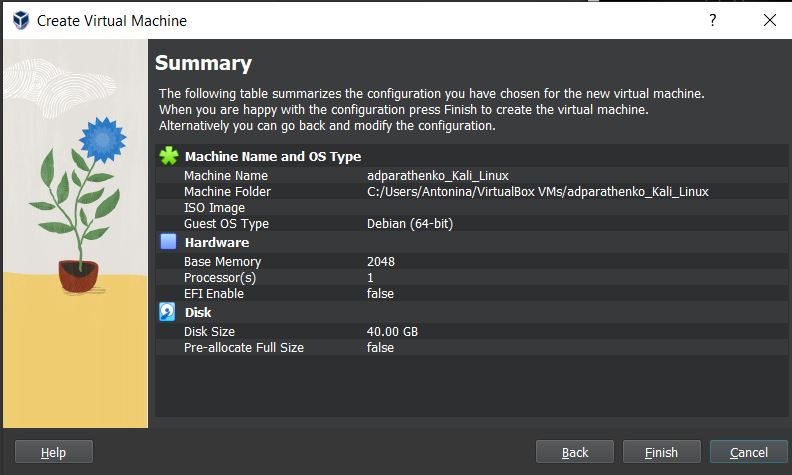 Create Virtual Machine
?
Summary
The following table summarizes the configuration you have chosen for the new virtual machine.
When you are happy with the configuration press Finish to create the virtual machine.
Alternatively you can go back and modify the configuration.
Machine Name and OS Type
Machine Name adparathenko_Kali_Linux
Machine Folder C:/Users/Antonina/VirtualBox VMs/adparathenko_Kali_Linux
ISO Image
Guest OS Type Debian (64-bit)
Hardware
Base Memory 2048
Processor(s) 1
EFI Enable false
Disk
Disk Size 40.00 GB
Pre-allocate Full Size false
Help Back Finish Cancel